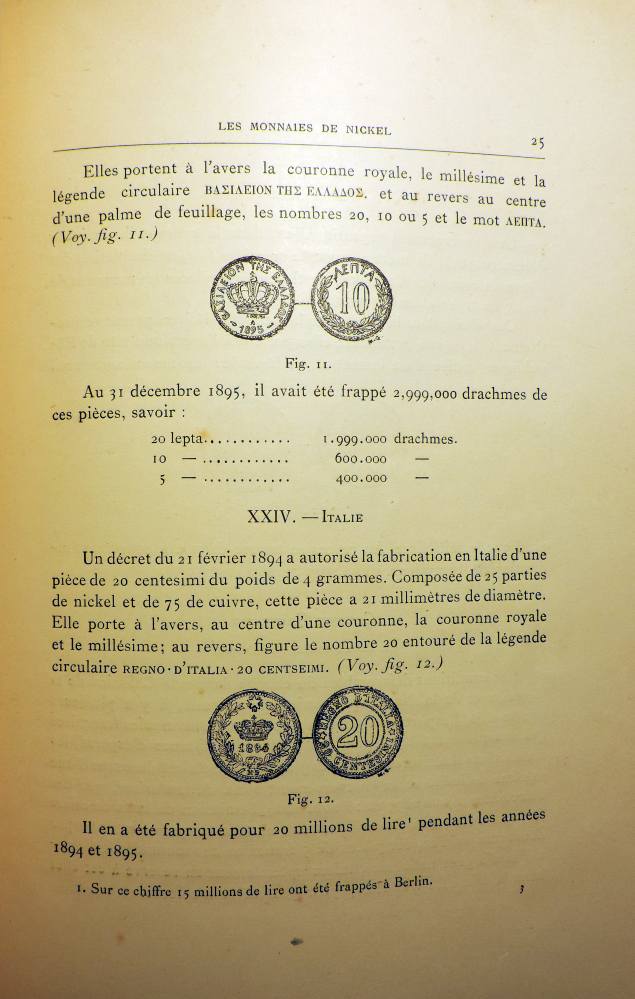 LES MONNAIES DE NICKEL
25
Elles portent à l'avers la couronne royale, le millésime et la
légende circulaire ΒΑΣΙΛΕΙΟΝ ΤΗΣ ΕΛΛΑΔΟΣ, et au revers au centre
d'une palme de feuillage, les nombres 20, 10 ou 5 et le mot ΛΕΠΤΑ.
(Voy. fig. 11.)
ΒΑΣΙΛΕΙΟΝ ΤΗΣ ΕΛΛΑΔΟΣ
A
1895
ΛΕΠΤΑ
10
Fig. 11.
Au 31 décembre 1895, il avait été frappé 2,999,000 drachmes de
ces pièces, savoir :
20 lepta............ 1.999.000 drachmes.
10 — ............ 600.000 —
5 — ............ 400.000 —
XXIV. — ITALIE
Un décret du 21 février 1894 a autorisé la fabrication en Italie d'une
pièce de 20 centesimi du poids de 4 grammes. Composée de 25 parties
de nickel et de 75 de cuivre, cette pièce a 21 millimètres de diamètre.
Elle porte à l'avers, au centre d'une couronne, la couronne royale
et le millésime; au revers, figure le nombre 20 entouré de la légende
circulaire REGNO · D'ITALIA · 20 CENTSEIMI. (Voy. fig. 12.)
1894
REGNO D'ITALIA
20
CENTESIMI
Fig. 12.
Il en a été fabriqué pour 20 millions de lire¹ pendant les années
1894 et 1895.
1. Sur ce chiffre 15 millions de lire ont été frappés à Berlin.
3